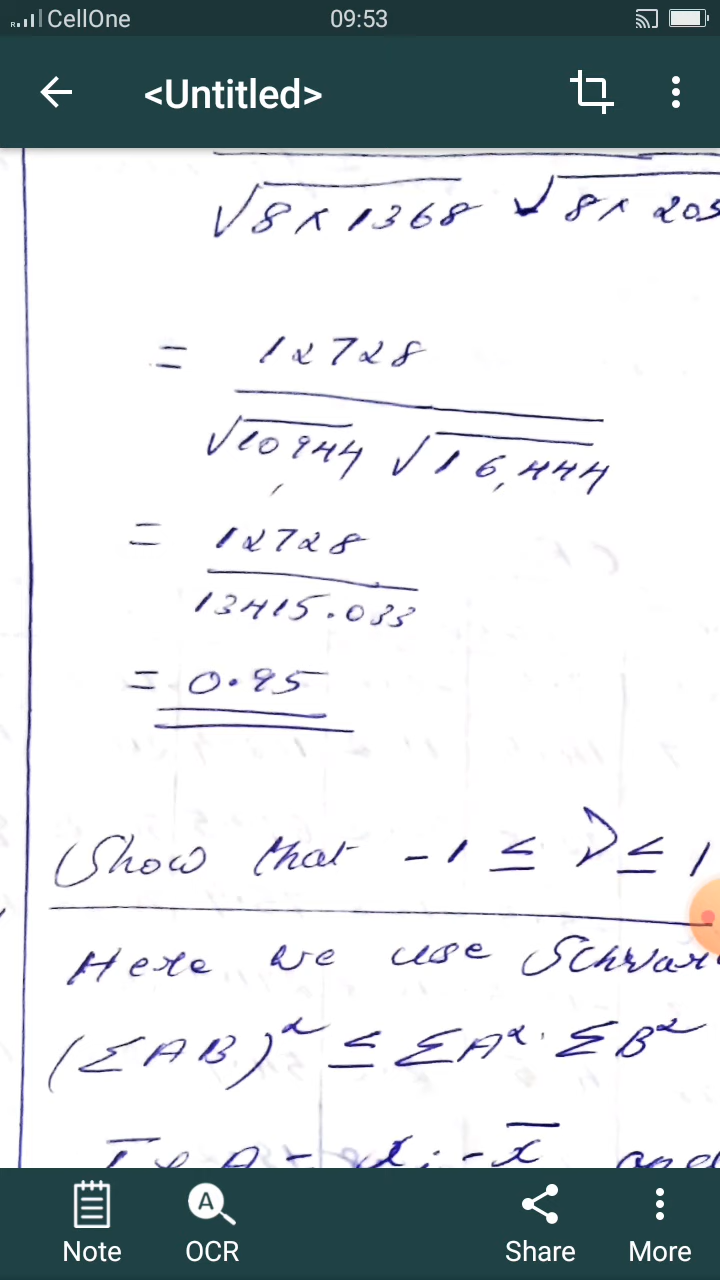 CellOne 09:53
<Untitled>
√8 × 1368 √8 × 205
= 12728
√10944 √16,444
= 12728
13415.033
= 0.95
Show that -1 ≤ r ≤ 1
Here we use Schwar
(ΣAB)² ≤ ΣA². ΣB²
and
Note OCR Share More